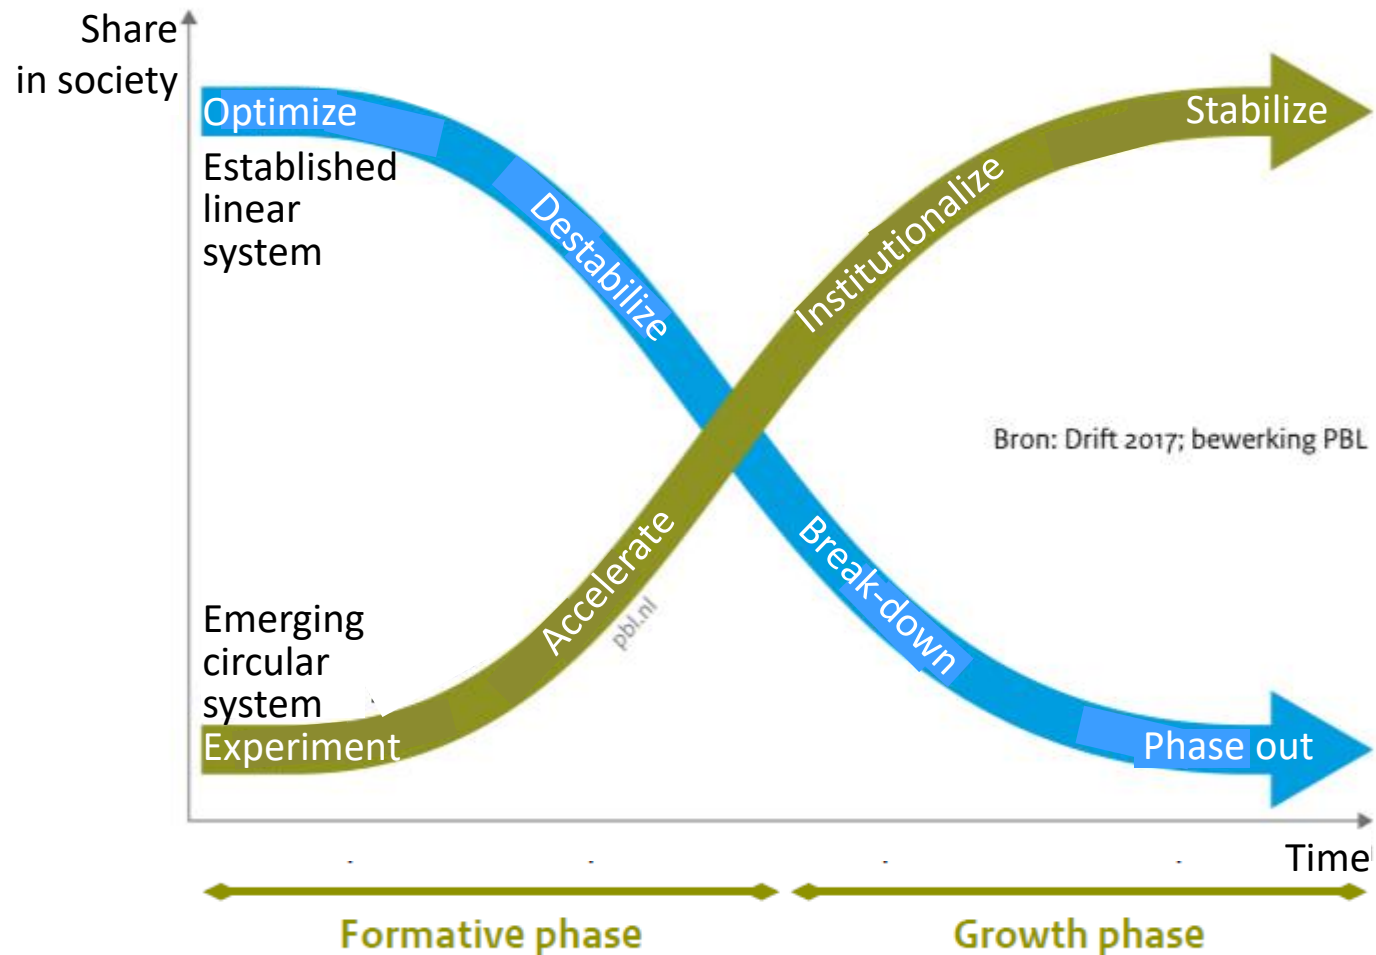 Share
in society
Optimize
Established
linear
system
Destabilize
Stabilize
Institutionalize
Bron: Drift 2017; bewerking PBL
Accelerate
pbl.nl
Break-down
Emerging
circular
system
Experiment
Phase out
Time
Formative phase
Growth phase